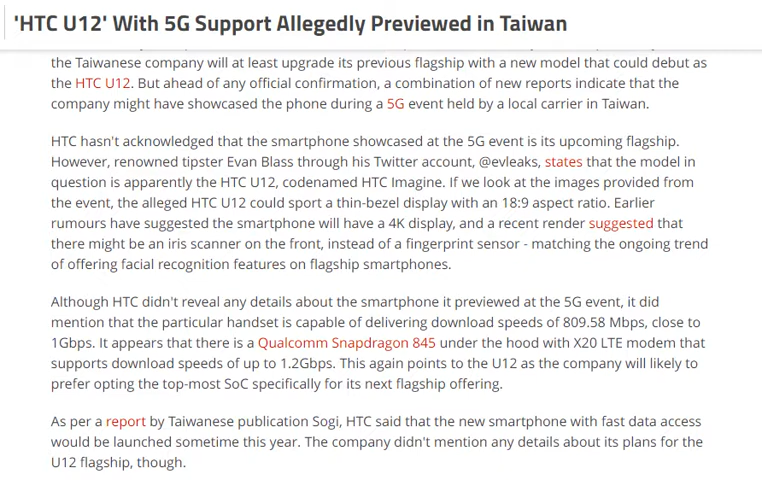 'HTC U12' With 5G Support Allegedly Previewed in Taiwan
the Taiwanese company will at least upgrade its previous flagship with a new model that could debut as
the HTC U12. But ahead of any official confirmation, a combination of new reports indicate that the
company might have showcased the phone during a 5G event held by a local carrier in Taiwan.
HTC hasn't acknowledged that the smartphone showcased at the 5G event is its upcoming flagship.
However, renowned tipster Evan Blass through his Twitter account, @evleaks, states that the model in
question is apparently the HTC U12, codenamed HTC Imagine. If we look at the images provided from
the event, the alleged HTC U12 could sport a thin-bezel display with an 18:9 aspect ratio. Earlier
rumours have suggested the smartphone will have a 4K display, and a recent render suggested that
there might be an iris scanner on the front, instead of a fingerprint sensor - matching the ongoing trend
of offering facial recognition features on flagship smartphones.
Although HTC didn't reveal any details about the smartphone it previewed at the 5G event, it did
mention that the particular handset is capable of delivering download speeds of 809.58 Mbps, close to
1Gbps. It appears that there is a Qualcomm Snapdragon 845 under the hood with X20 LTE modem that
supports download speeds of up to 1.2Gbps. This again points to the U12 as the company will likely to
prefer opting the top-most SoC specifically for its next flagship offering.
As per a report by Taiwanese publication Sogi, HTC said that the new smartphone with fast data access
would be launched sometime this year. The company didn't mention any details about its plans for the
U12 flagship, though.